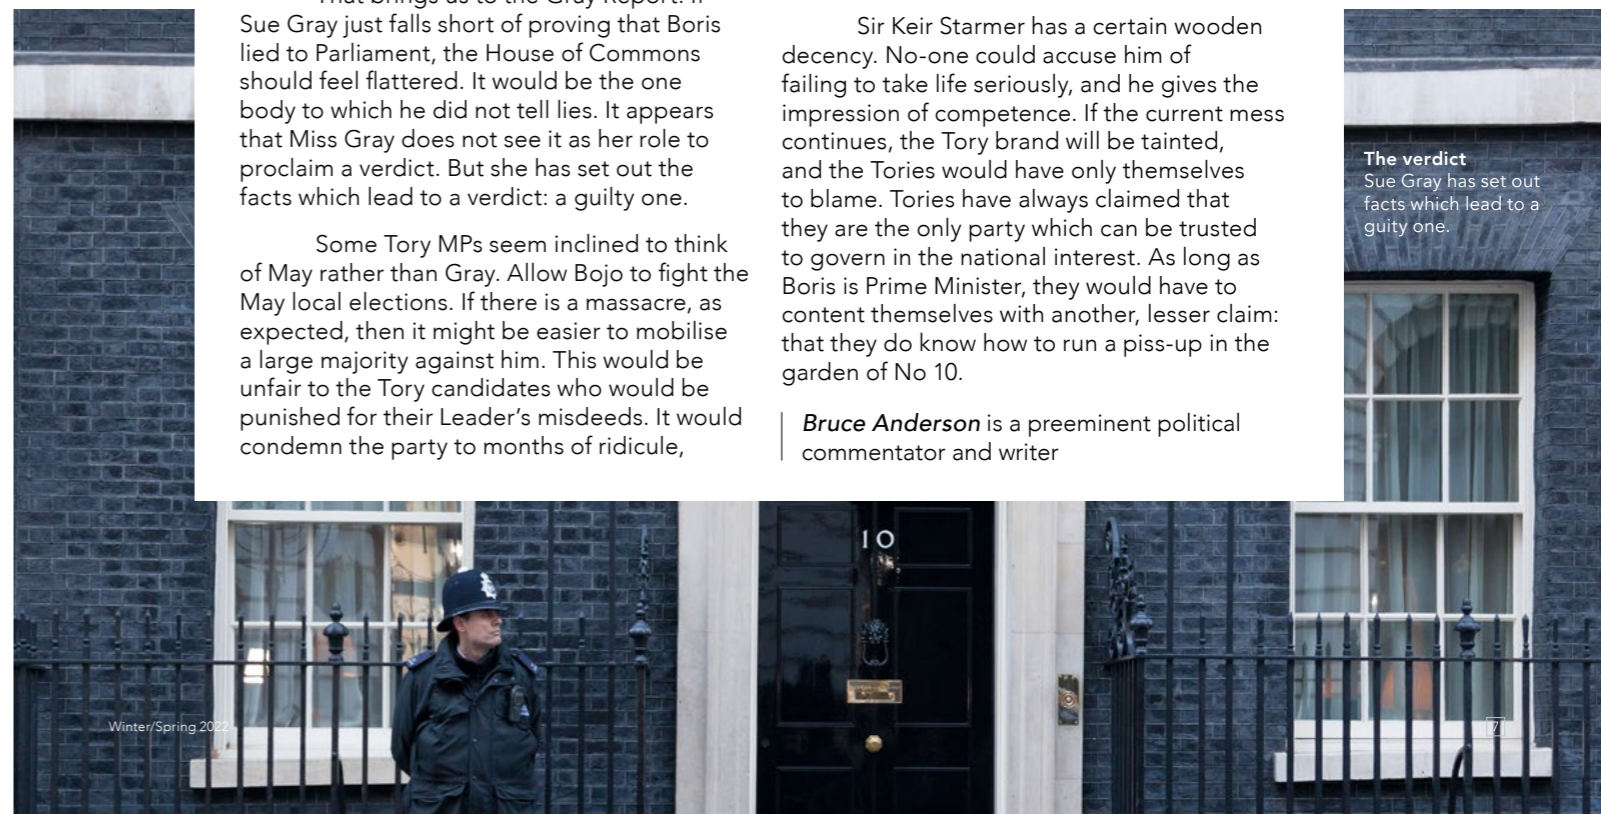 That brings us to the Gray Report. If
Sue Gray just falls short of proving that Boris
lied to Parliament, the House of Commons
should feel flattered. It would be the one
body to which he did not tell lies. It appears
that Miss Gray does not see it as her role to
proclaim a verdict. But she has set out the
facts which lead to a verdict: a guilty one.
Some Tory MPs seem inclined to think
of May rather than Gray. Allow Bojo to fight the
May local elections. If there is a massacre, as
expected, then it might be easier to mobilise
a large majority against him. This would be
unfair to the Tory candidates who would be
punished for their Leader’s misdeeds. It would
condemn the party to months of ridicule,
Sir Keir Starmer has a certain wooden
decency. No-one could accuse him of
failing to take life seriously, and he gives the
impression of competence. If the current mess
continues, the Tory brand will be tainted,
and the Tories would have only themselves
to blame. Tories have always claimed that
they are the only party which can be trusted
to govern in the national interest. As long as
Boris is Prime Minister, they would have to
content themselves with another, lesser claim:
that they do know how to run a piss-up in the
garden of No 10.
Bruce Anderson is a preeminent political
commentator and writer
The verdict
Sue Gray has set out
facts which lead to a
guity one.
10
Winter/Spring 2022
7